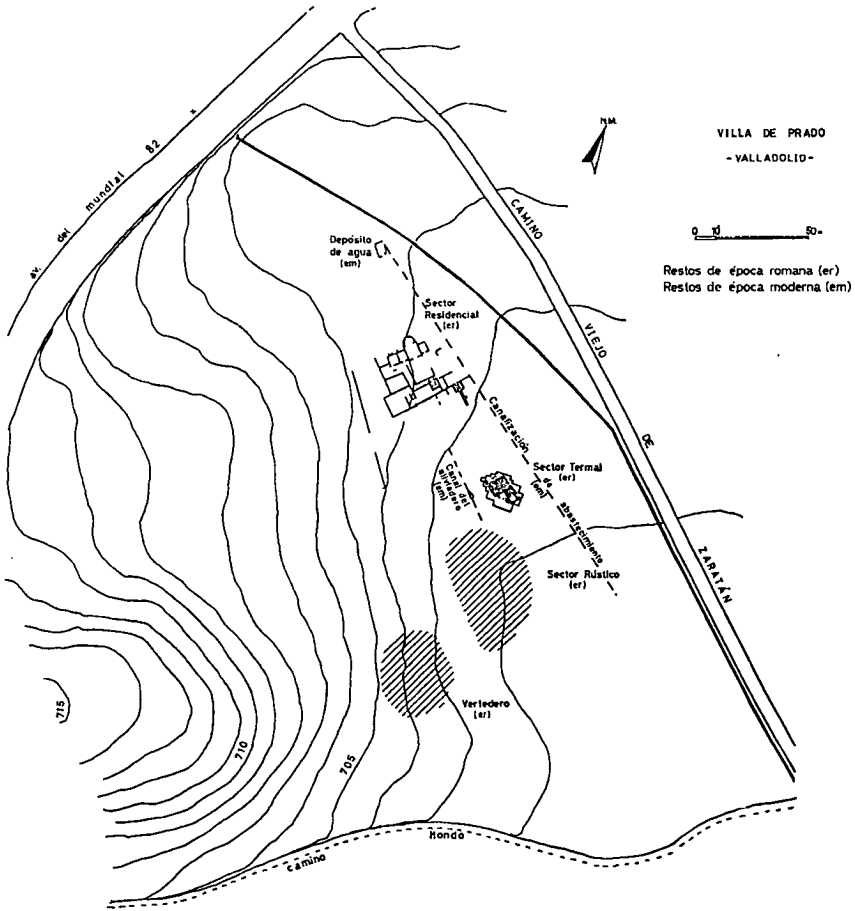 VILLA DE PRADO
- VALLADOLID -
N.M.
0 10 50 m
Restos de época romana (er)
Restos de época moderna (em)
av. del mundial 82
CAMINO VIEJO DE ZARATÁN
Depósito
de agua
(em)
Sector
Residencial
(er)
Canalización de abastecimiento
(em)
Canal del
aliviadero
(em)
Sector Termal
(er)
Sector Rústico
(er)
Vertedero
(er)
715
710
705
camino Hondo